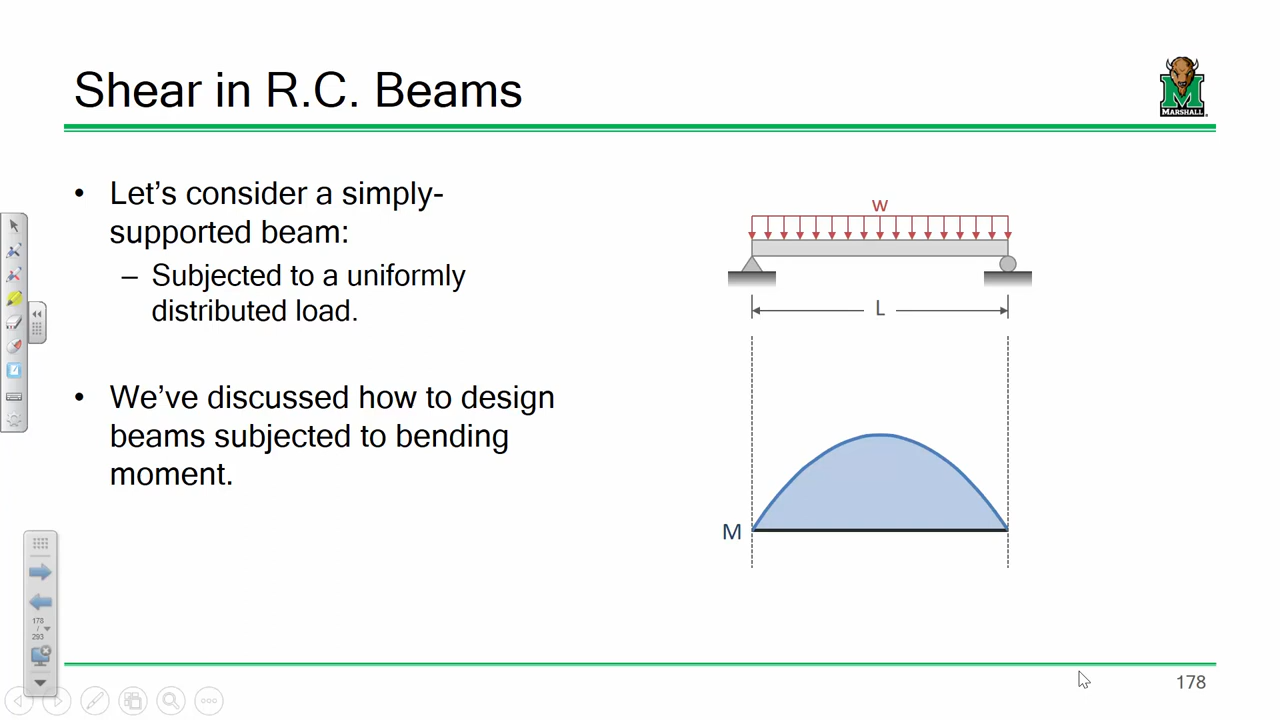 Shear in R.C. Beams
MARSHALL
• Let's consider a simply-
supported beam:
– Subjected to a uniformly
distributed load.
• We've discussed how to design
beams subjected to bending
moment.
w
L
M
178
/
293
178